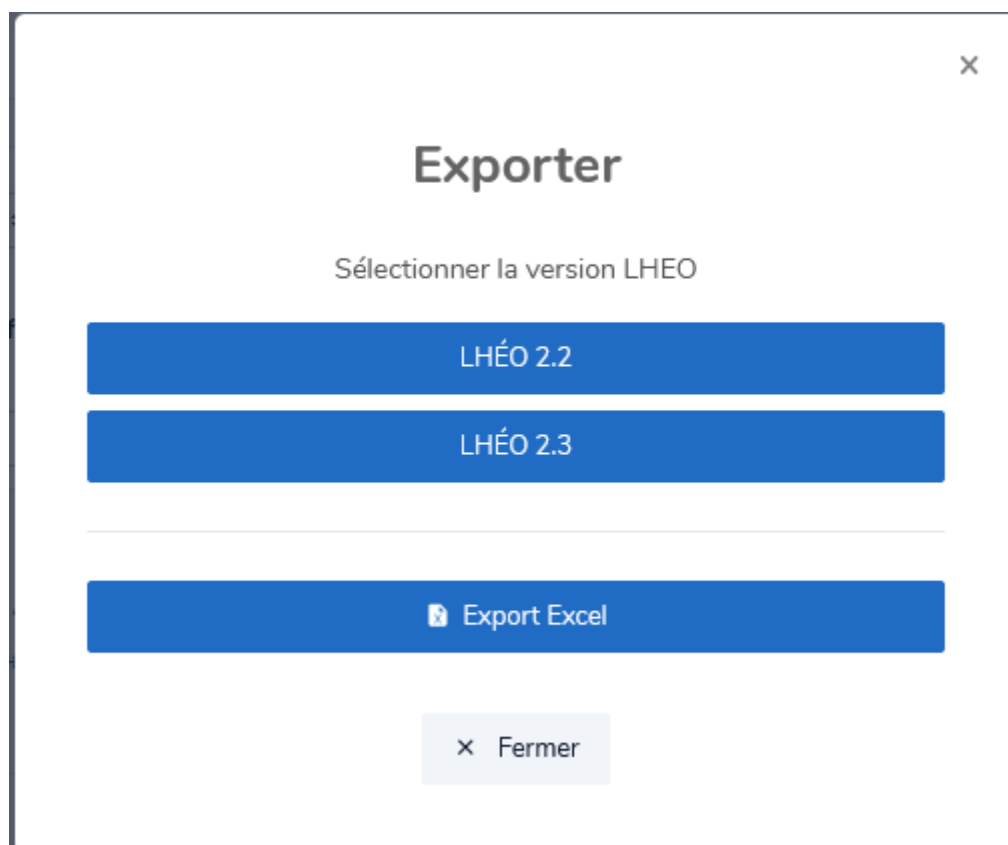 Exporter
Sélectionner la version LHEO
LHÉO 2.2
LHÉO 2.3
Export Excel
× Fermer